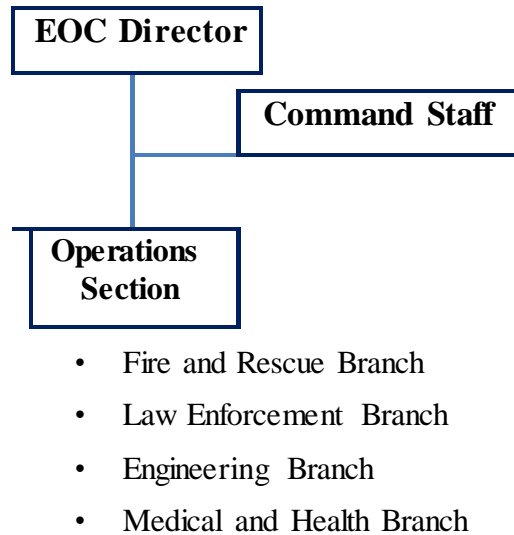 EOC Director
Command Staff
Operations
Section
• Fire and Rescue Branch
• Law Enforcement Branch
• Engineering Branch
• Medical and Health Branch